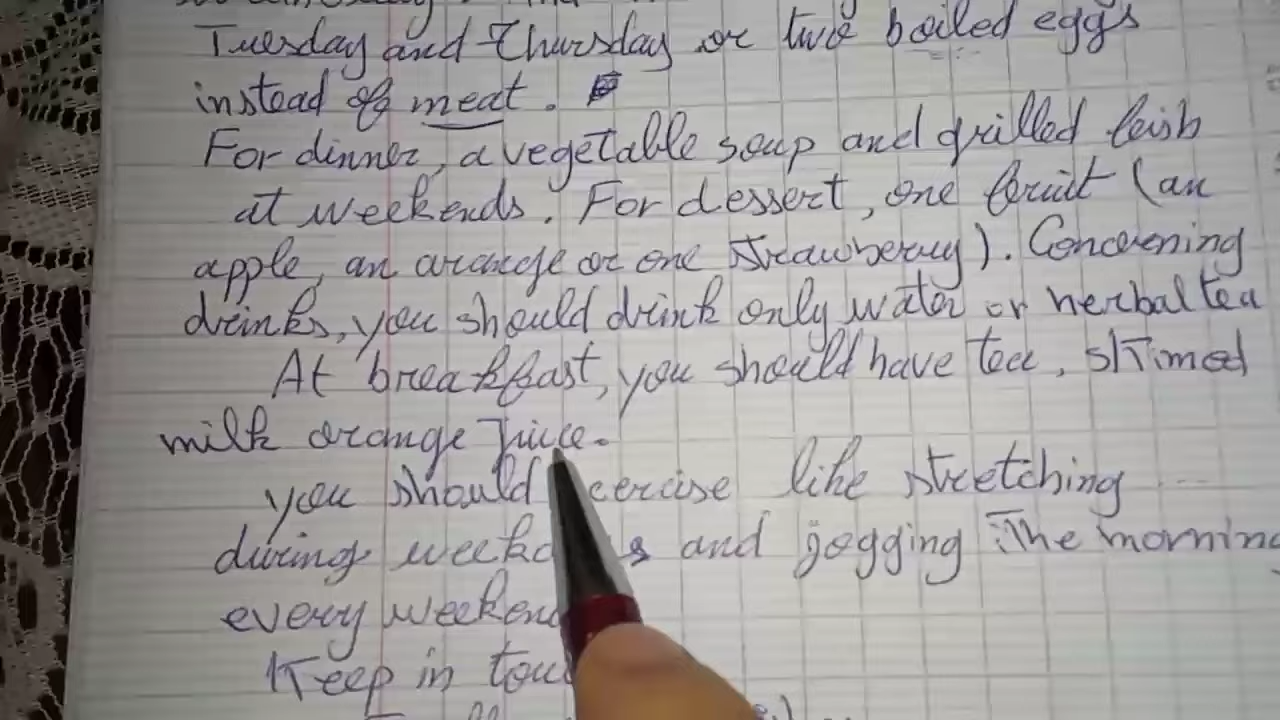 Tuesday and Thursday or two boiled eggs
instead of meat.
For dinner, a vegetable soup and grilled fish
at weekends. For dessert, one fruit (an
apple, an orange or one strawberry). Concerning
drinks, you should drink only water or herbal tea
At breakfast, you should have tea,
milk orange Juice.
you should like stretching
during and jogging The morning
every
Keep in